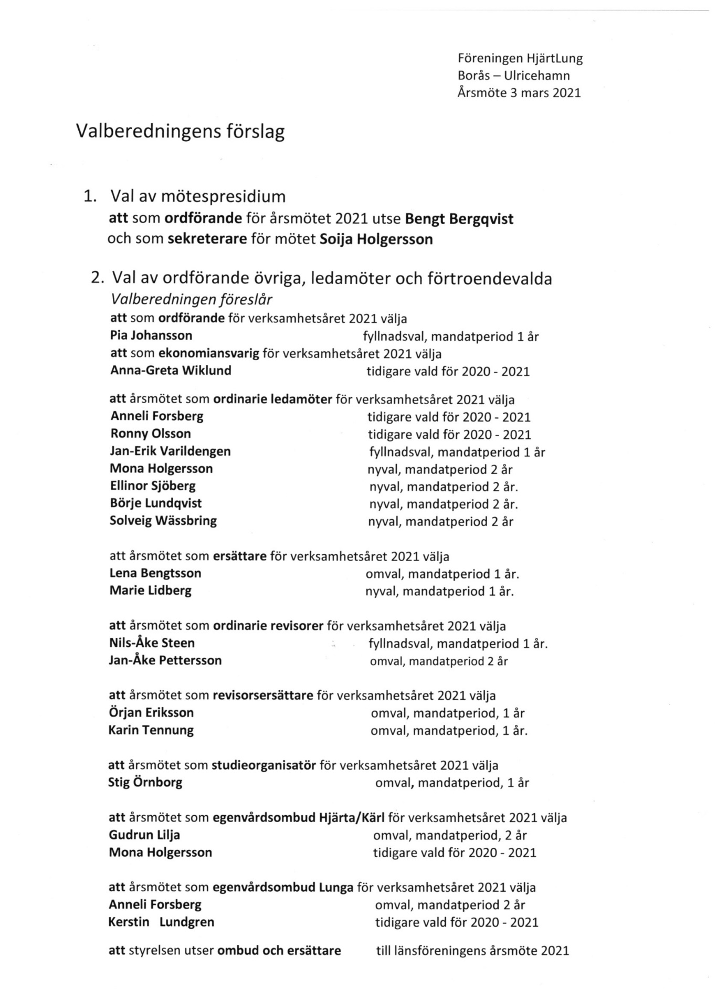 Föreningen HjärtLung
Borås – Ulricehamn
Årsmöte 3 mars 2021
Valberedningens förslag
1. Val av mötespresidium
att som ordförande för årsmötet 2021 utse Bengt Bergqvist
och som sekreterare för mötet Soija Holgersson
2. Val av ordförande övriga, ledamöter och förtroendevalda
Valberedningen föreslår
att som ordförande för verksamhetsåret 2021 välja
Pia Johansson fyllnadsval, mandatperiod 1 år
att som ekonomiansvarig för verksamhetsåret 2021 välja
Anna-Greta Wiklund tidigare vald för 2020 - 2021
att årsmötet som ordinarie ledamöter för verksamhetsåret 2021 välja
Anneli Forsberg tidigare vald för 2020 - 2021
Ronny Olsson tidigare vald för 2020 - 2021
Jan-Erik Varildengen fyllnadsval, mandatperiod 1 år
Mona Holgersson nyval, mandatperiod 2 år
Ellinor Sjöberg nyval, mandatperiod 2 år.
Börje Lundqvist nyval, mandatperiod 2 år.
Solveig Wässbring nyval, mandatperiod 2 år
att årsmötet som ersättare för verksamhetsåret 2021 välja
Lena Bengtsson omval, mandatperiod 1 år.
Marie Lidberg nyval, mandatperiod 1 år.
att årsmötet som ordinarie revisorer för verksamhetsåret 2021 välja
Nils-Åke Steen fyllnadsval, mandatperiod 1 år.
Jan-Åke Pettersson omval, mandatperiod 2 år
att årsmötet som revisorsersättare för verksamhetsåret 2021 välja
Örjan Eriksson omval, mandatperiod, 1 år
Karin Tennung omval, mandatperiod, 1 år.
att årsmötet som studieorganisatör för verksamhetsåret 2021 välja
Stig Örnborg omval, mandatperiod, 1 år
att årsmötet som egenvårdsombud Hjärta/Kärl för verksamhetsåret 2021 välja
Gudrun Lilja omval, mandatperiod, 2 år
Mona Holgersson tidigare vald för 2020 - 2021
att årsmötet som egenvårdsombud Lunga för verksamhetsåret 2021 välja
Anneli Forsberg omval, mandatperiod 2 år
Kerstin Lundgren tidigare vald för 2020 - 2021
att styrelsen utser ombud och ersättare till länsföreningens årsmöte 2021